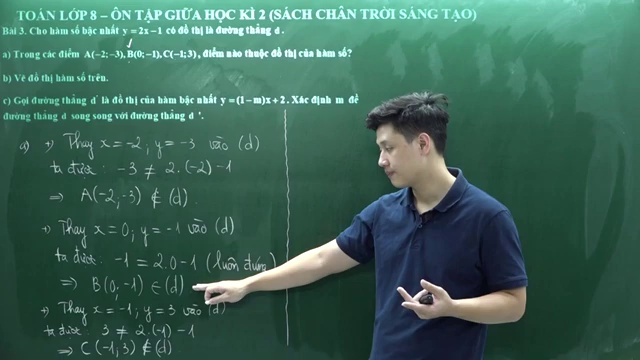 TOÁN LỚP 8 – ÔN TẬP GIỮA HỌC KÌ 2 (SÁCH CHÂN TRỜI SÁNG TẠO)
Bài 3. Cho hàm số bậc nhất y = 2x − 1 có đồ thị là đường thẳng d.
a) Trong các điểm A(−2; −3), B(0; −1), C(−1; 3), điểm nào thuộc đồ thị của hàm số?
b) Vẽ đồ thị hàm số trên.
c) Gọi đường thẳng d' là đồ thị của hàm bậc nhất y = (1 − m)x + 2. Xác định m để
đường thẳng d song song với đường thẳng d '.
a) +) Thay x = -2; y = -3 vào (d)
ta được: -3 ≠ 2.(-2) -1
⇒ A(-2;-3) ∉ (d).
+) Thay x = 0; y = -1 vào (d)
ta được: -1 = 2.0 -1 (luôn đúng)
⇒ B(0;-1) ∈ (d)
+) Thay x = -1; y = 3 vào (d)
ta được: 3 ≠ 2.(-1) -1
⇒ C(-1;3) ∉ (d)